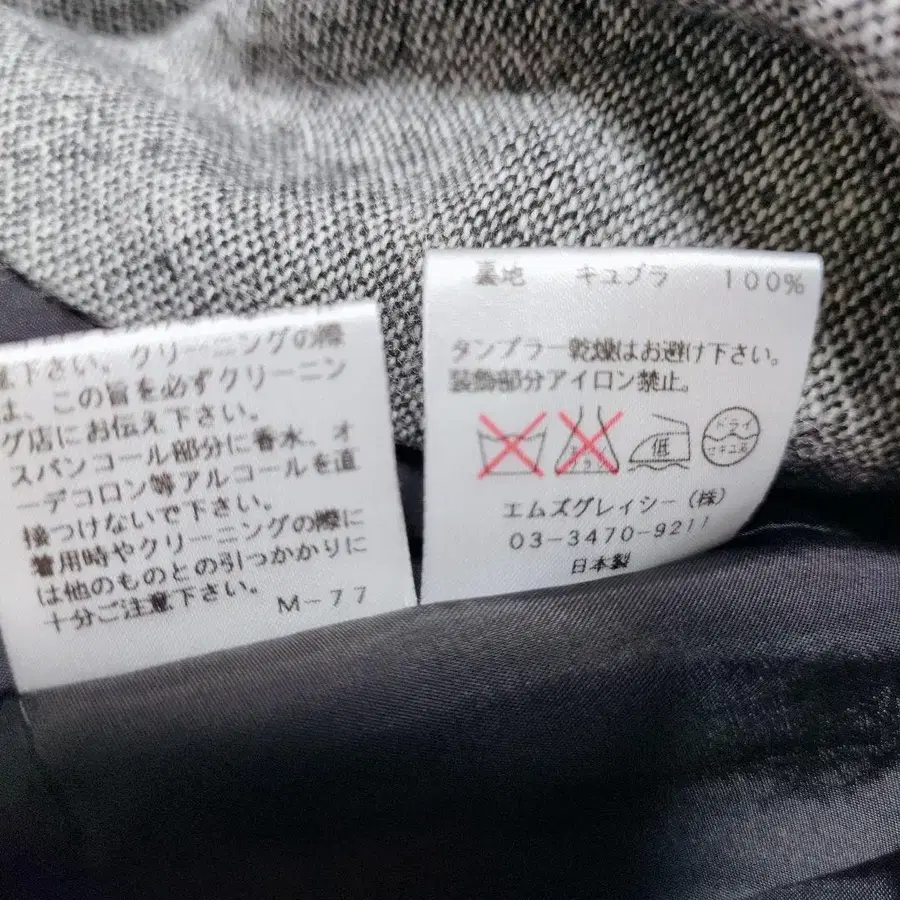 意下さい。クリーニングの際
は、この旨を必ずクリーニン
グ店にお伝え下さい。
スパンコール部分に香水、オ
ーデコロン等アルコールを直
接つけないで下さい。
着用時やクリーニングの際に
は他のものとの引っかかりに
十分ご注意下さい。
M-77
裏地 キュプラ 100%
タンブラー乾燥はお避け下さい。
装飾部分アイロン禁止。
低
ドライ
セキユ系
エムズグレイシー(株)
03-3470-9211
日本製